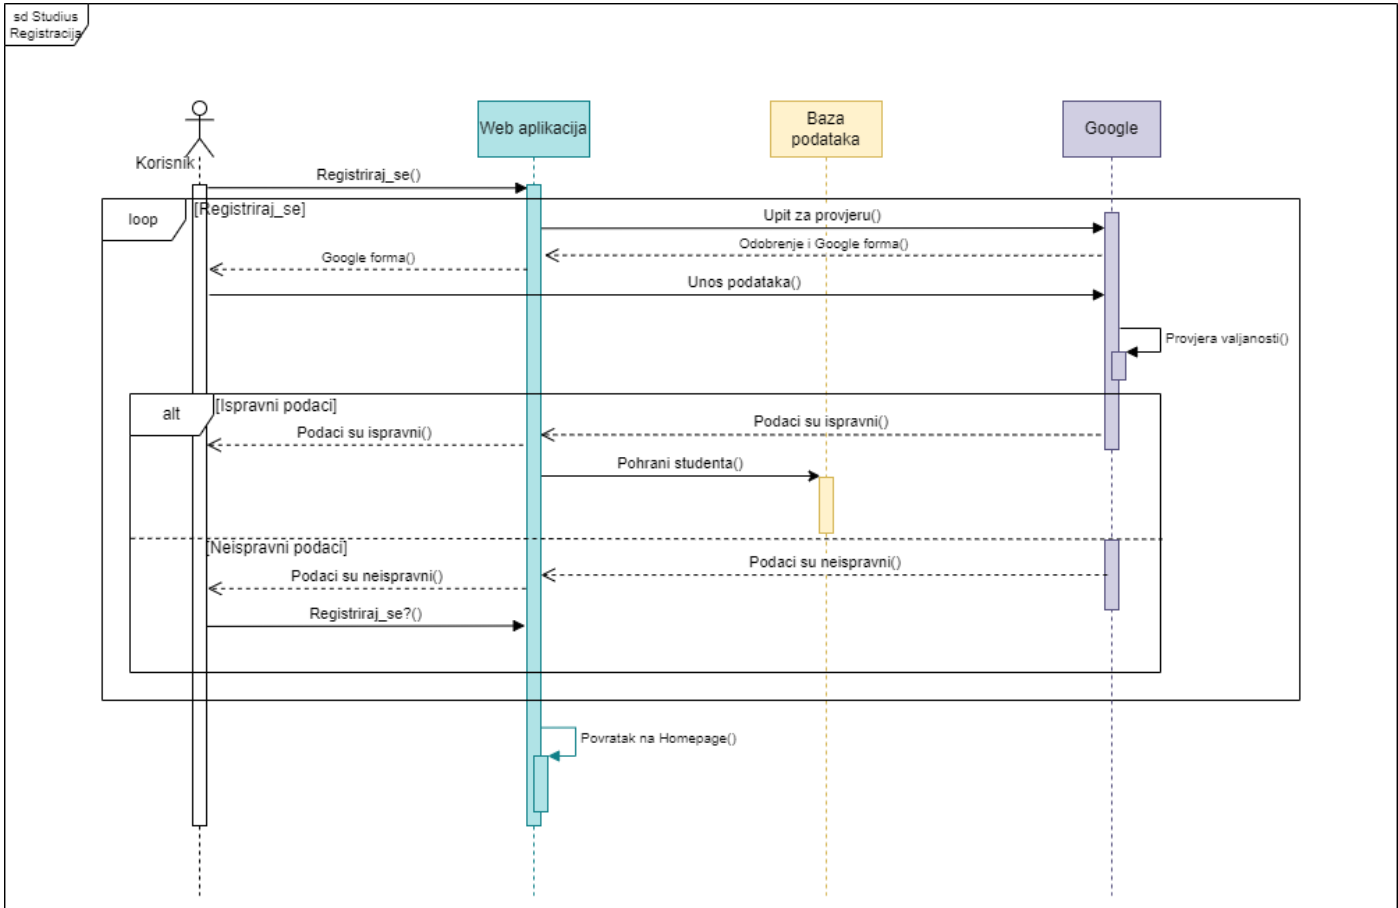 sd Studius
Registracija
Korisnik
Web aplikacija
Baza
podataka
Google
Registriraj_se()
loop
[Registriraj_se]
Upit za provjeru()
Odobrenje i Google forma()
Google forma()
Unos podataka()
Provjera valjanosti()
alt
[Ispravni podaci]
Podaci su ispravni()
Podaci su ispravni()
Pohrani studenta()
[Neispravni podaci]
Podaci su neispravni()
Podaci su neispravni()
Registriraj_se?()
Povratak na Homepage()